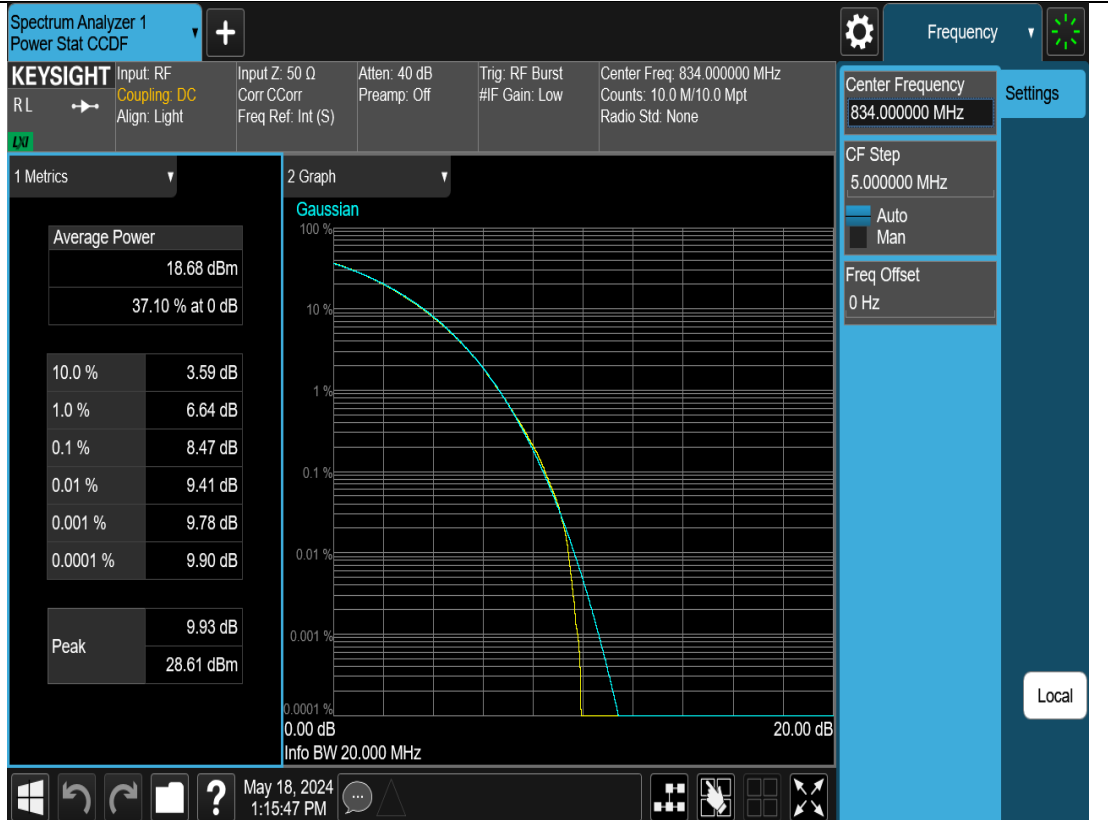 Spectrum Analyzer 1
Power Stat CCDF
+
Frequency
KEYSIGHT
RL
LXI
Input: RF
Coupling: DC
Align: Light
Input Z: 50 Ω
Corr CCorr
Freq Ref: Int (S)
Atten: 40 dB
Preamp: Off
Trig: RF Burst
#IF Gain: Low
Center Freq: 834.000000 MHz
Counts: 10.0 M/10.0 Mpt
Radio Std: None
Center Frequency
834.000000 MHz
Settings
CF Step
5.000000 MHz
Auto
Man
Freq Offset
0 Hz
1 Metrics
Average Power
18.68 dBm
37.10 % at 0 dB
10.0 % 3.59 dB
1.0 % 6.64 dB
0.1 % 8.47 dB
0.01 % 9.41 dB
0.001 % 9.78 dB
0.0001 % 9.90 dB
Peak
9.93 dB
28.61 dBm
2 Graph
Gaussian
100 %
10 %
1 %
0.1 %
0.01 %
0.001 %
0.0001 %
0.00 dB 20.00 dB
Info BW 20.000 MHz
Local
?
May 18, 2024
1:15:47 PM